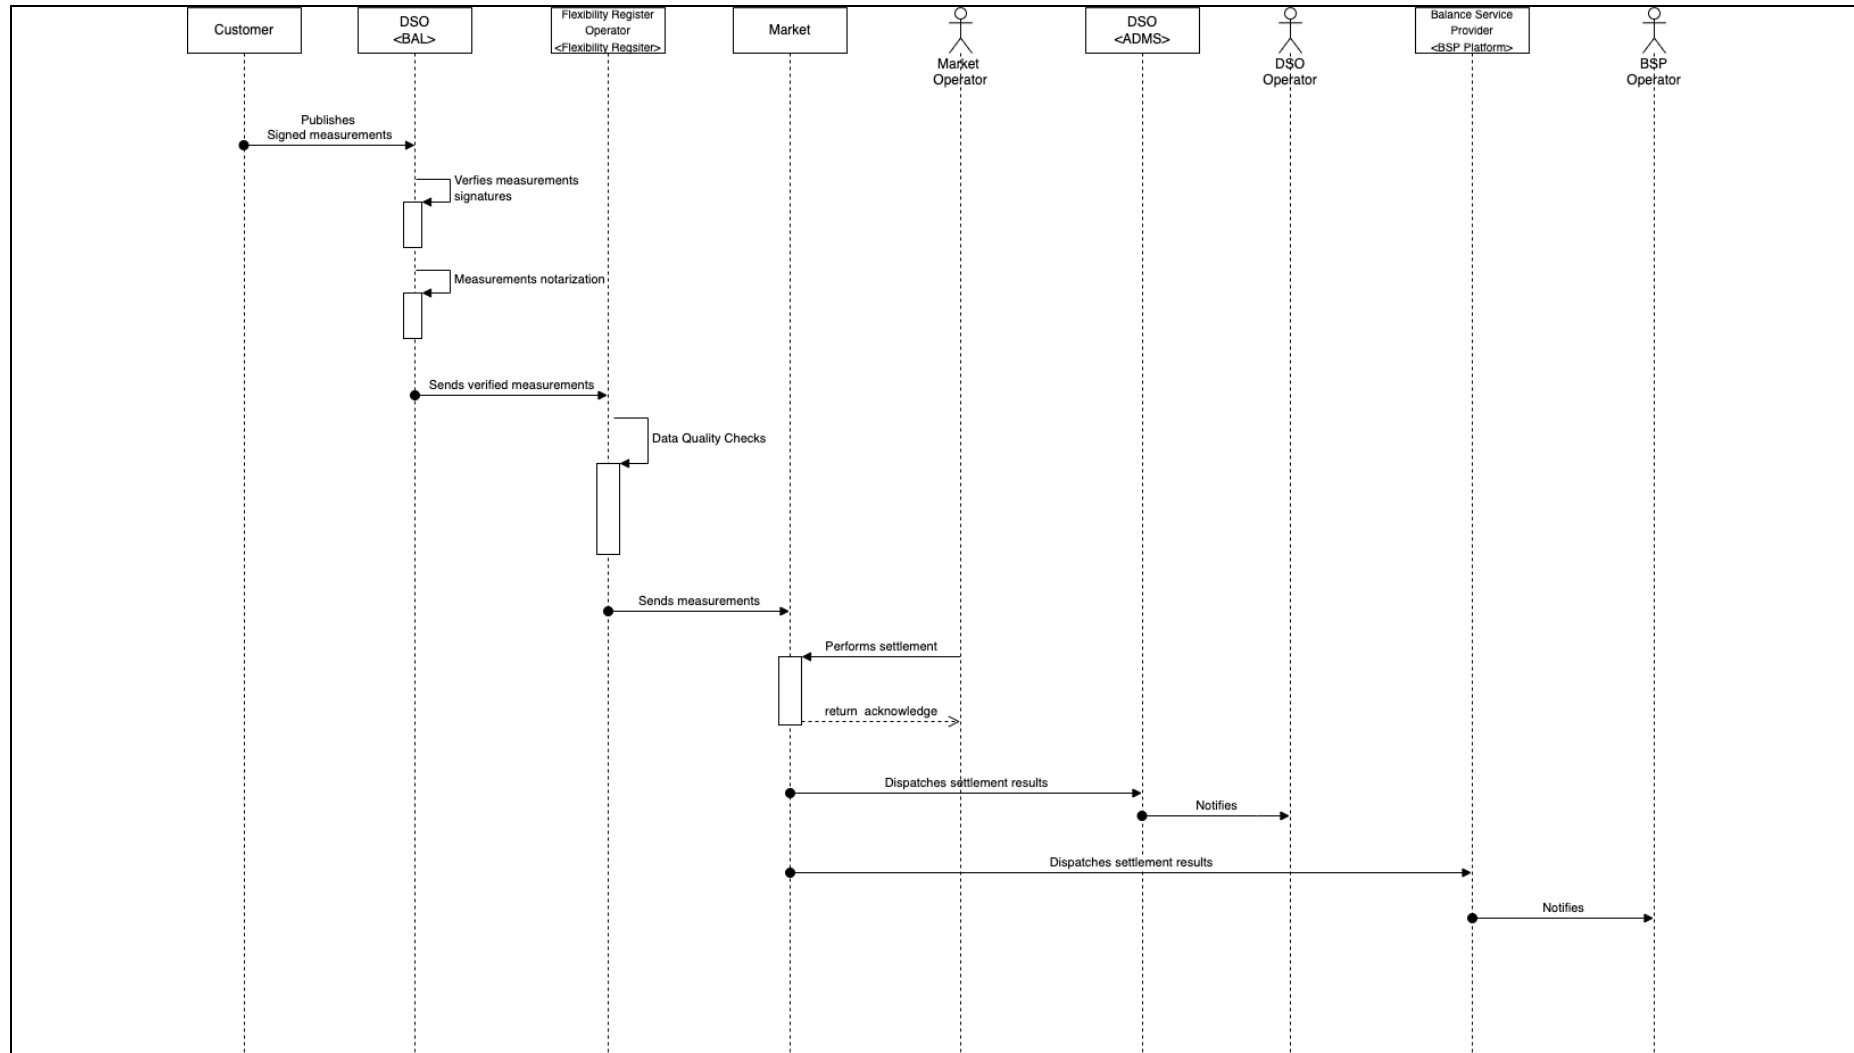 Customer
DSO
<BAL>
Flexibility Register
Operator
<Flexibility Regsiter>
Market
Market
Operator
DSO
<ADMS>
DSO
Operator
Balance Service
Provider
<BSP Platform>
BSP
Operator
Publishes
Signed measurements
Verfies measurements
signatures
Measurements notarization
Sends verified measurements
Data Quality Checks
Sends measurements
Performs settlement
return acknowledge
Dispatches settlement results
Notifies
Dispatches settlement results
Notifies